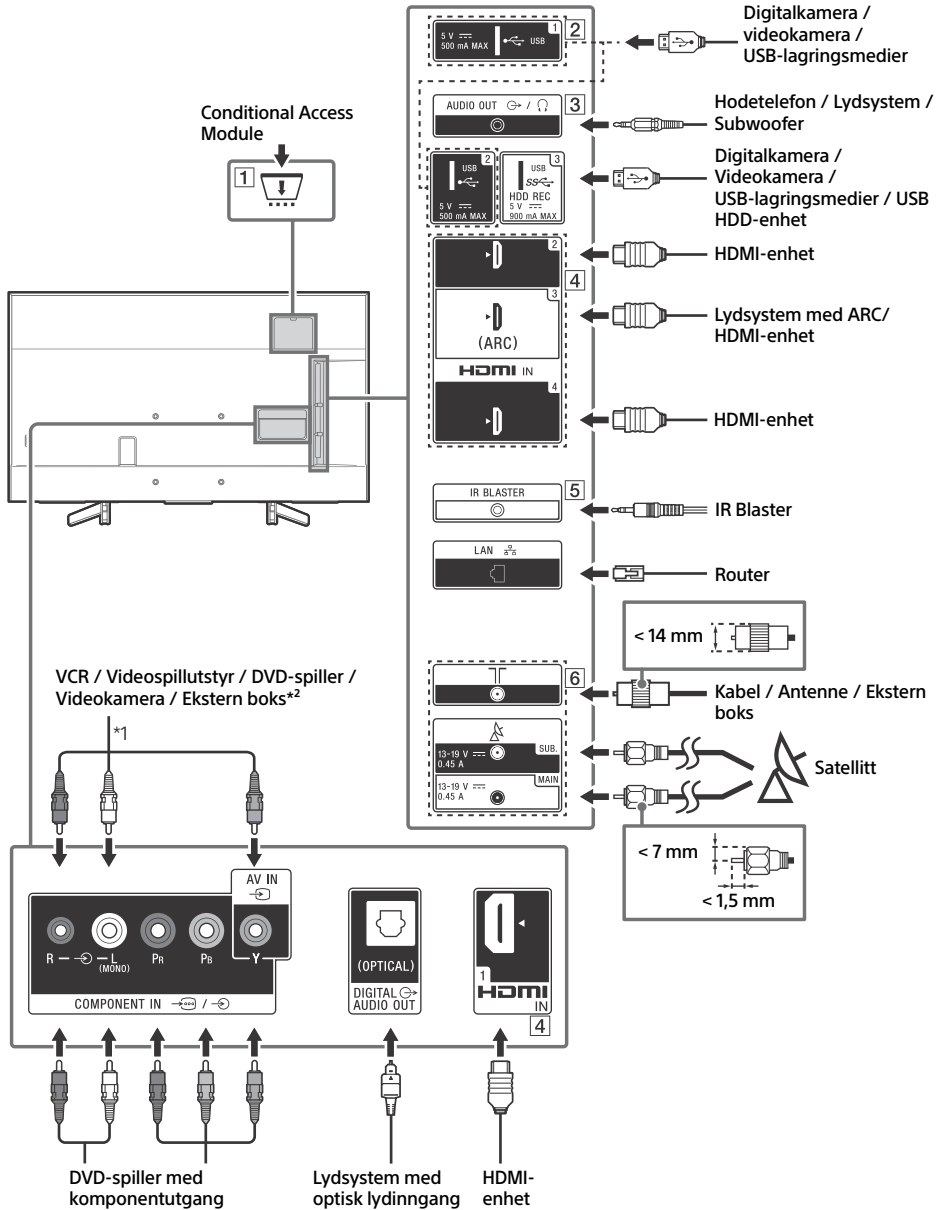 Digitalkamera /
videokamera /
USB-lagringsmedier
5 V
500 mA MAX
USB
1
2
Conditional Access
Module
1
AUDIO OUT /
3
Hodetelefon / Lydsystem /
Subwoofer
2
USB
5 V
500 mA MAX
3
USB
SS
HDD REC
5 V
900 mA MAX
Digitalkamera /
Videokamera /
USB-lagringsmedier / USB
HDD-enhet
2
HDMI-enhet
4
3
(ARC)
Lydsystem med ARC/
HDMI-enhet
HDMI IN
4
HDMI-enhet
IR BLASTER
5
IR Blaster
LAN
Router
< 14 mm
6
Kabel / Antenne / Ekstern
boks
13-19 V
0.45 A
SUB.
13-19 V
0.45 A
MAIN
Satellitt
< 7 mm
< 1,5 mm
VCR / Videospillutstyr / DVD-spiller /
Videokamera / Ekstern boks*2
*1
AV IN
R — — L
(MONO)
PR
PB
Y
COMPONENT IN /
(OPTICAL)
DIGITAL
AUDIO OUT
1
HDMI
IN
4
DVD-spiller med
komponentutgang
Lydsystem med
optisk lydinngang
HDMI-
enhet